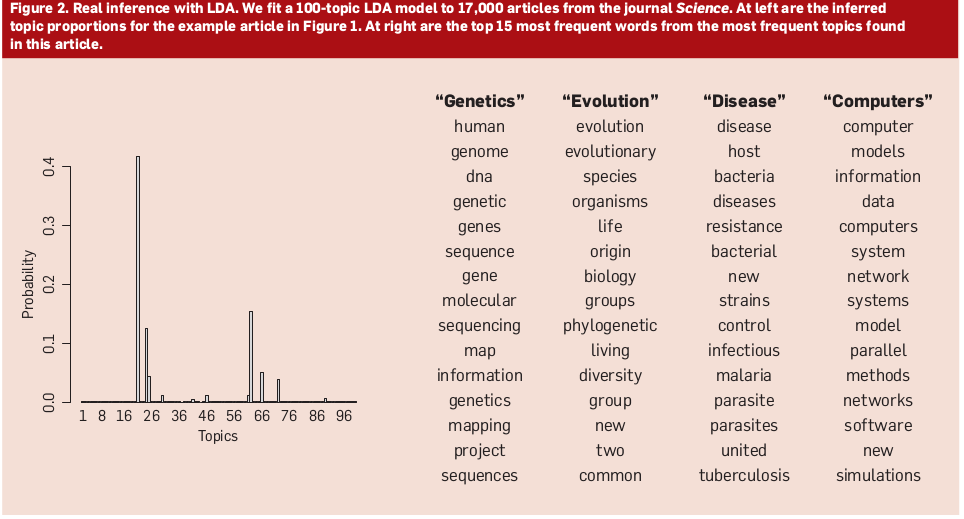 Figure 2. Real inference with LDA. We fit a 100-topic LDA model to 17,000 articles from the journal Science. At left are the inferred
topic proportions for the example article in Figure 1. At right are the top 15 most frequent words from the most frequent topics found
in this article.
Probability
0.4
0.3
0.2
0.1
0.0
1 8 16 26 36 46 56 66 76 86 96
Topics
“Genetics” “Evolution” “Disease” “Computers”
human evolution disease computer
genome evolutionary host models
dna species bacteria information
genetic organisms diseases data
genes life resistance computers
sequence origin bacterial system
gene biology new network
molecular groups strains systems
sequencing phylogenetic control model
map living infectious parallel
information diversity malaria methods
genetics group parasite networks
mapping new parasites software
project two united new
sequences common tuberculosis simulations